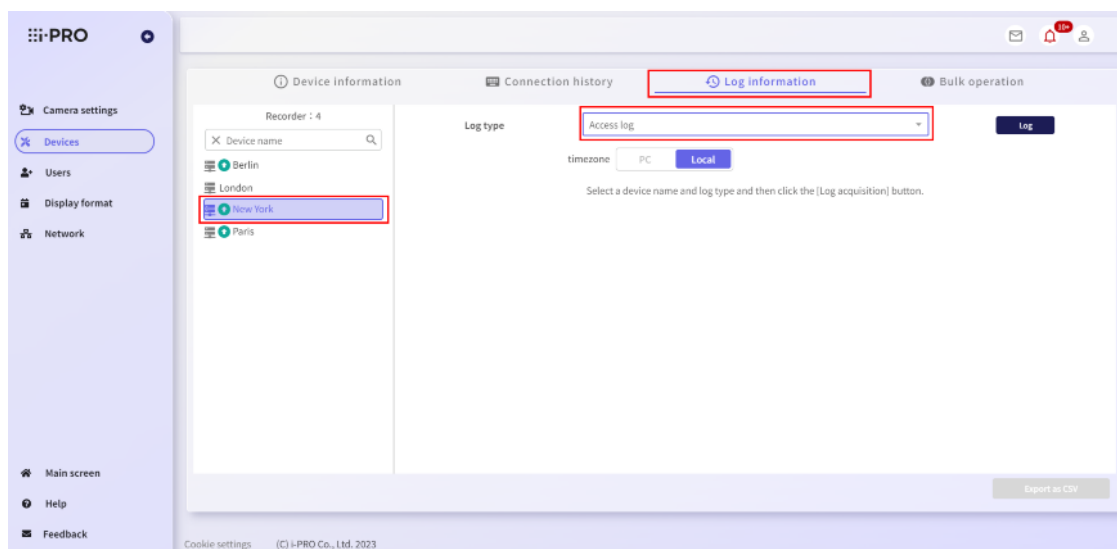 i-PRO
10+
Device information
Connection history
Log information
Bulk operation
Camera settings
Devices
Users
Display format
Network
Recorder : 4
Device name
Berlin
London
New York
Paris
Log type
Access log
Log
timezone
PC
Local
Select a device name and log type and then click the [Log acquisition] button.
Main screen
Help
Feedback
Export as CSV
Cookie settings (C) i-PRO Co., Ltd. 2023